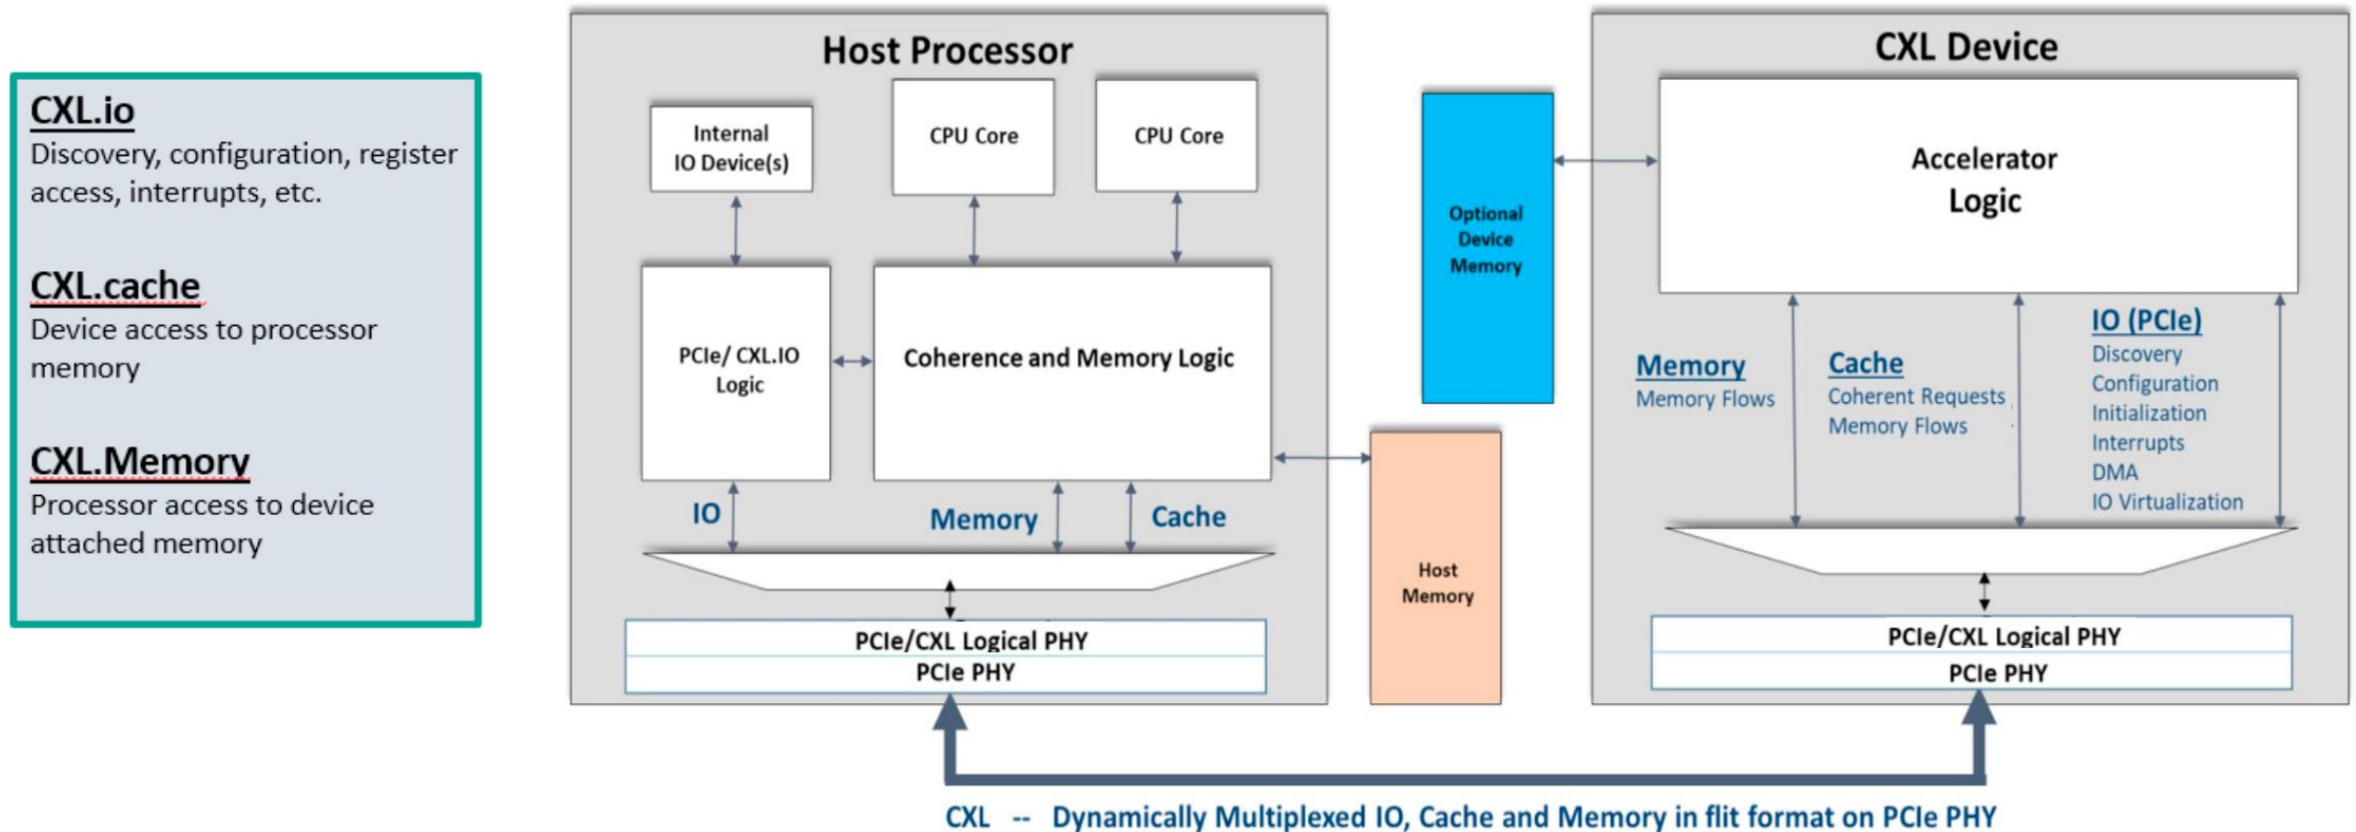 CXL.io
Discovery, configuration, register
access, interrupts, etc.
CXL.cache
Device access to processor
memory
CXL.Memory
Processor access to device
attached memory
Host Processor
Internal
IO Device(s)
CPU Core
CPU Core
PCIe/ CXL.IO
Logic
Coherence and Memory Logic
IO
Memory
Cache
PCIe/CXL Logical PHY
PCIe PHY
Optional
Device
Memory
Host
Memory
CXL Device
Accelerator
Logic
Memory
Memory Flows
Cache
Coherent Requests
Memory Flows
IO (PCIe)
Discovery
Configuration
Initialization
Interrupts
DMA
IO Virtualization
PCIe/CXL Logical PHY
PCIe PHY
CXL -- Dynamically Multiplexed IO, Cache and Memory in flit format on PCIe PHY